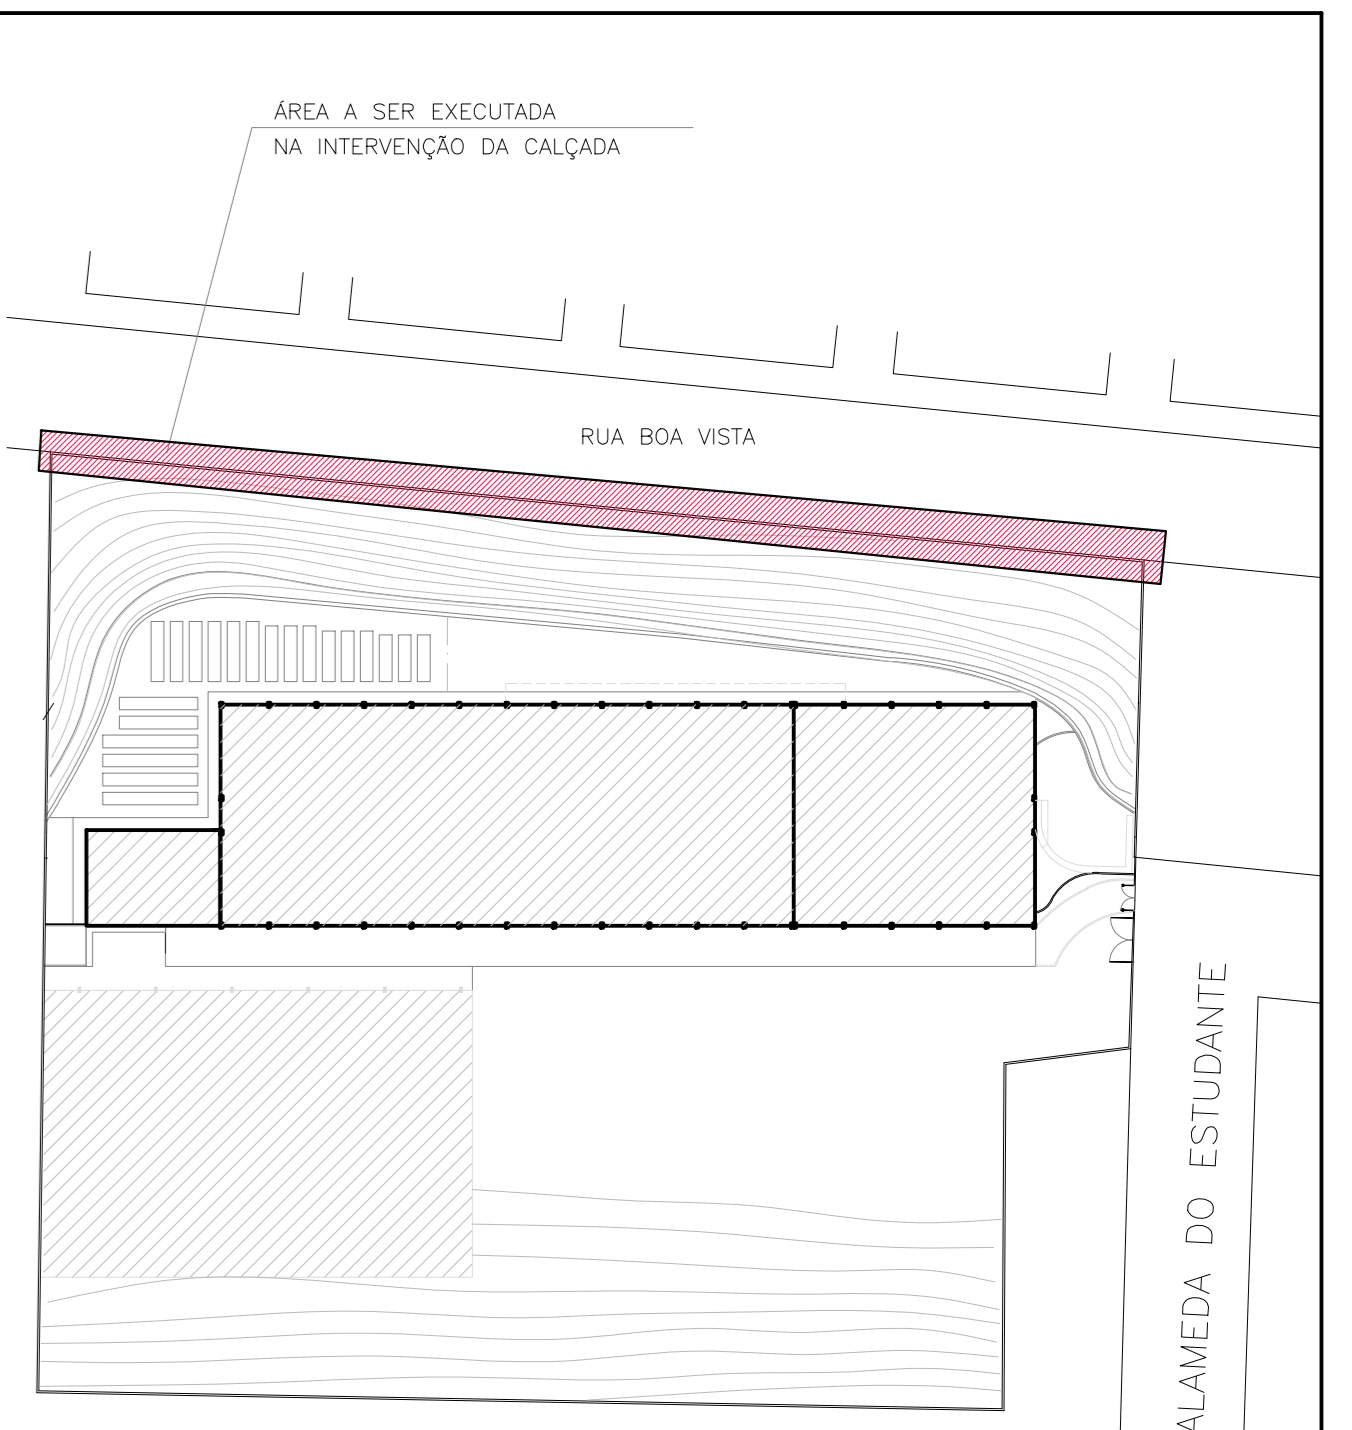 ÁREA A SER EXECUTADA
NA INTERVENÇÃO DA CALÇADA
RUA BOA VISTA
ALAMEDA DO ESTUDANTE